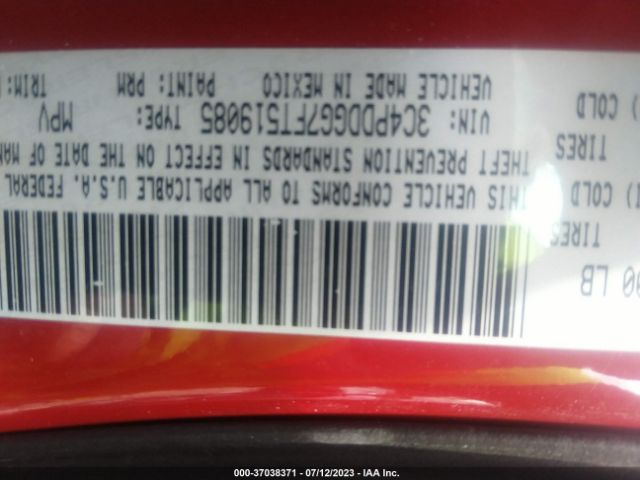 00 LB
TIRES
) COLD
TIRES
) COLD
THIS VEHICLE CONFORMS TO ALL APPLICABLE U.S.A. FEDERAL
THEFT PREVENTION STANDARDS IN EFFECT ON THE DATE OF MAN
VIN: 3C4PDDGG7FT519085 TYPE: MPV
VEHICLE MADE IN MEXICO PAINT: PRM TRIM:
000-37038371 - 07/12/2023 - IAA Inc.